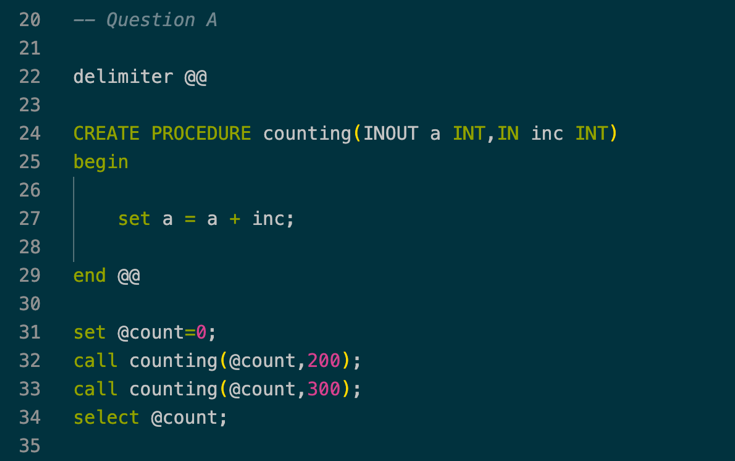 20 -- Question A
21
22 delimiter @@
23
24 CREATE PROCEDURE counting(INOUT a INT,IN inc INT)
25 begin
26
27 set a = a + inc;
28
29 end @@
30
31 set @count=0;
32 call counting(@count,200);
33 call counting(@count,300);
34 select @count;
35